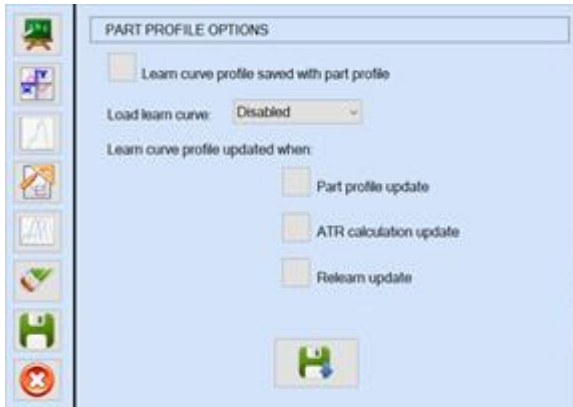 PART PROFILE OPTIONS
Learn curve profile saved with part profile
Load learn curve: Disabled
Learn curve profile updated when:
Part profile update
ATR calculation update
Relearn update